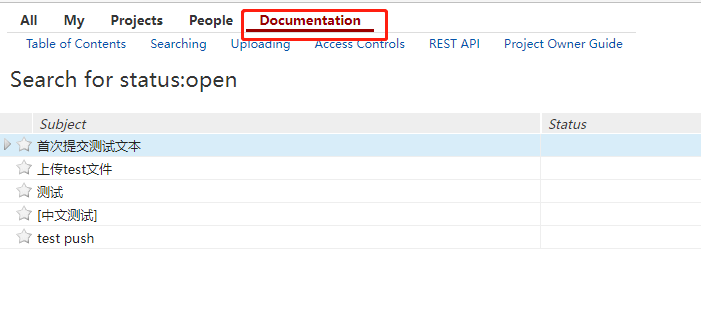 All My Projects People Documentation
Table of Contents Searching Uploading Access Controls REST API Project Owner Guide
Search for status:open
Subject Status
首次提交测试文本
上传test文件
测试
[中文测试]
test push